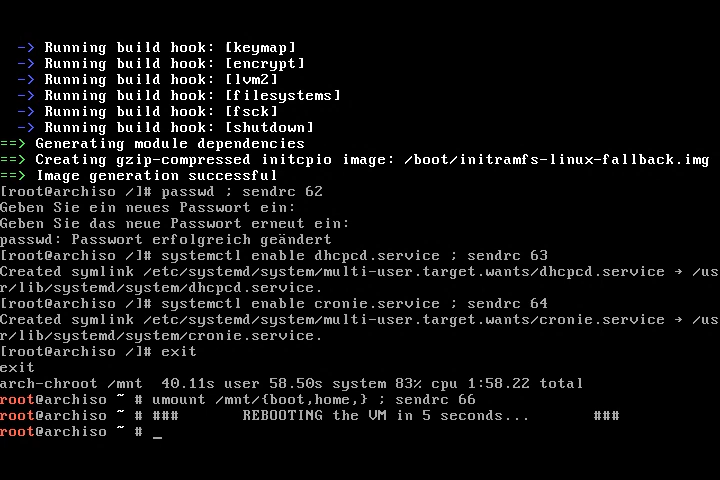 -> Running build hook: [keymap]
-> Running build hook: [encrypt]
-> Running build hook: [lvm2]
-> Running build hook: [filesystems]
-> Running build hook: [fsck]
-> Running build hook: [shutdown]
==> Generating module dependencies
==> Creating gzip-compressed initcpio image: /boot/initramfs-linux-fallback.img
==> Image generation successful
[root@archiso /]# passwd ; sendrc 62
Geben Sie ein neues Passwort ein:
Geben Sie das neue Passwort erneut ein:
passwd: Passwort erfolgreich geändert
[root@archiso /]# systemctl enable dhcpcd.service ; sendrc 63
Created symlink /etc/systemd/system/multi-user.target.wants/dhcpcd.service → /us
r/lib/systemd/system/dhcpcd.service.
[root@archiso /]# systemctl enable cronie.service ; sendrc 64
Created symlink /etc/systemd/system/multi-user.target.wants/cronie.service → /us
r/lib/systemd/system/cronie.service.
[root@archiso /]# exit
exit
arch-chroot /mnt  40.11s user 58.50s system 83% cpu 1:58.22 total
root@archiso ~ # umount /mnt/{boot,home,} ; sendrc 66
root@archiso ~ # ###       REBOOTING the VM in 5 seconds...       ###
root@archiso ~ # _